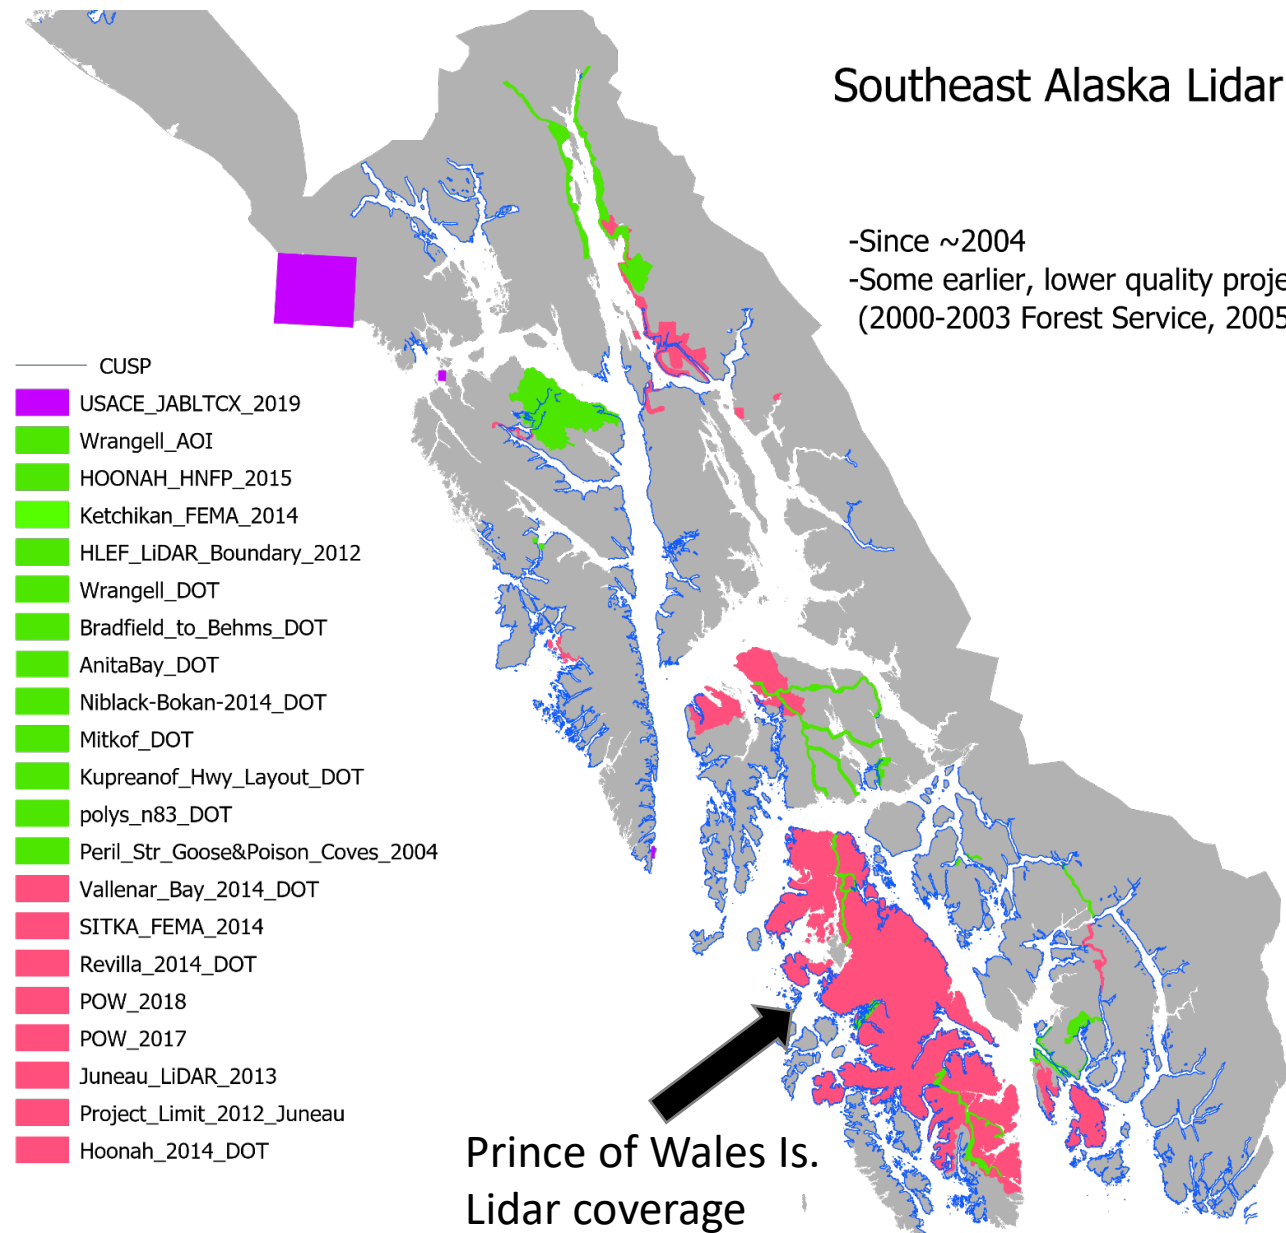 Southeast Alaska Lidar
-Since ~2004
-Some earlier, lower quality proje
(2000-2003 Forest Service, 2005
CUSP
USACE_JABLTCX_2019
Wrangell_AOI
HOONAH_HNFP_2015
Ketchikan_FEMA_2014
HLEF_LiDAR_Boundary_2012
Wrangell_DOT
Bradfield_to_Behms_DOT
AnitaBay_DOT
Niblack-Bokan-2014_DOT
Mitkof_DOT
Kupreanof_Hwy_Layout_DOT
polys_n83_DOT
Peril_Str_Goose&Poison_Coves_2004
Vallenar_Bay_2014_DOT
SITKA_FEMA_2014
Revilla_2014_DOT
POW_2018
POW_2017
Juneau_LiDAR_2013
Project_Limit_2012_Juneau
Hoonah_2014_DOT
Prince of Wales Is.
Lidar coverage